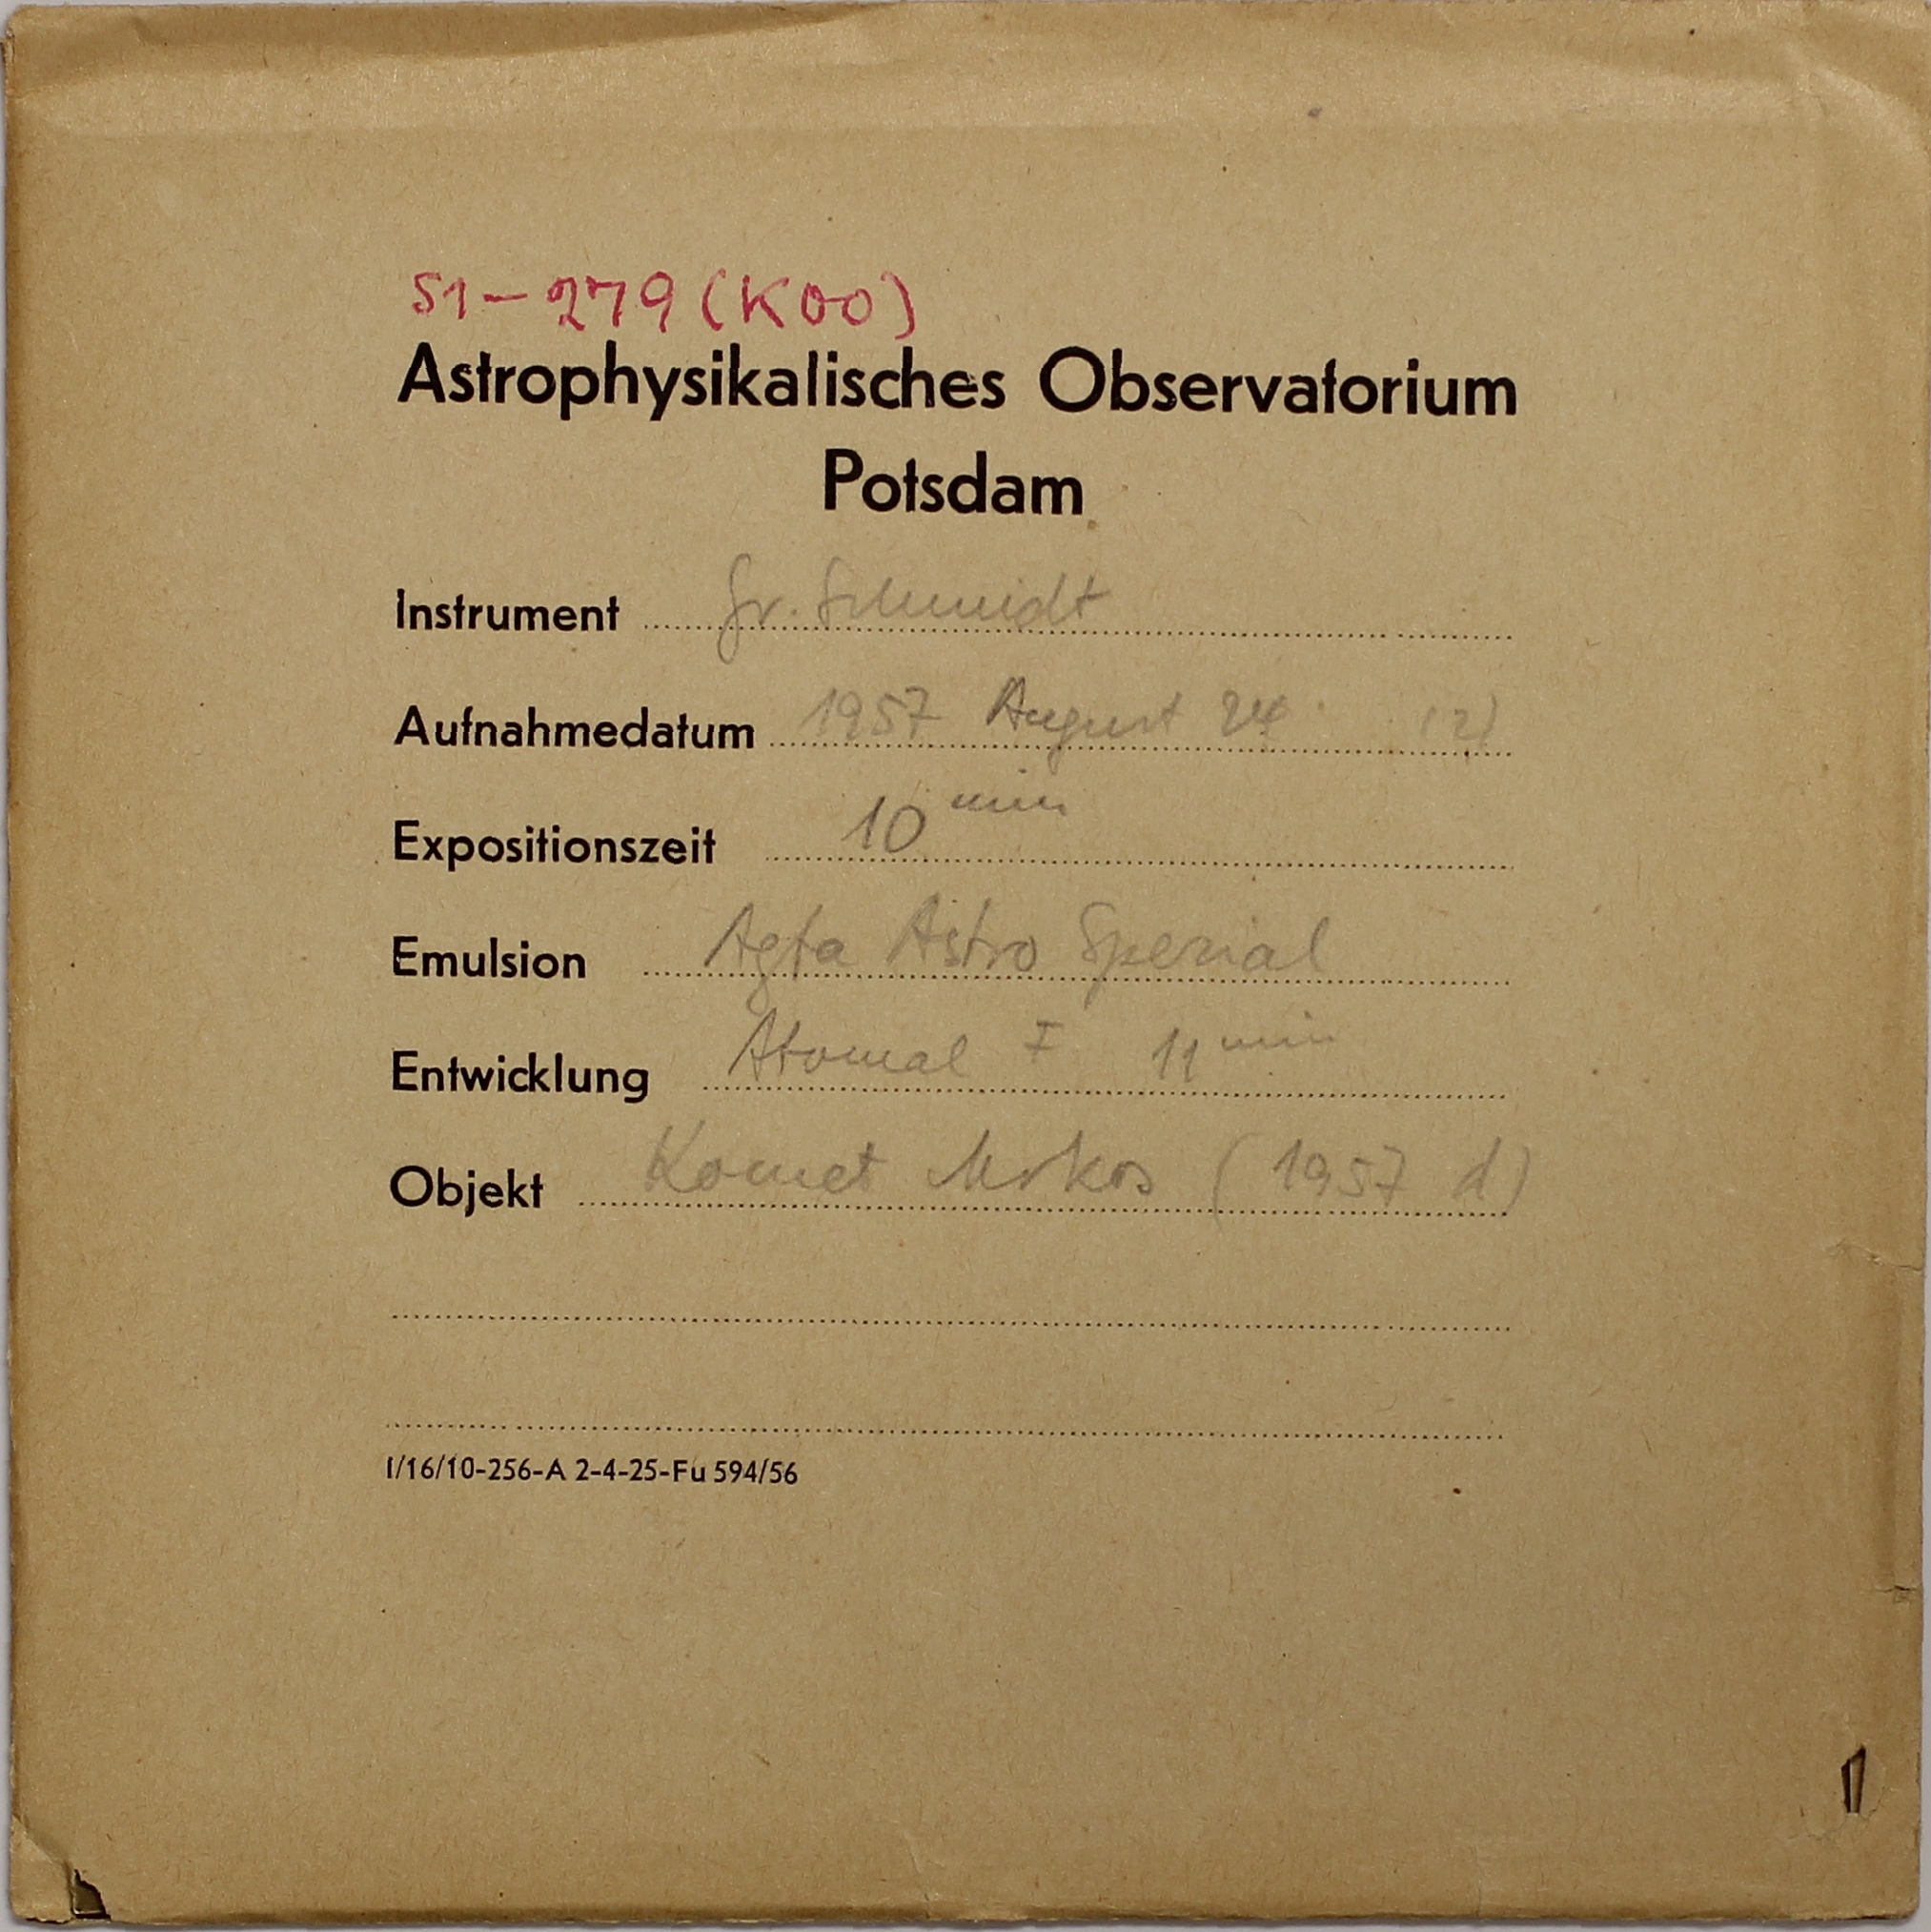 S1-279 (K00)
Astrophysikalisches Observatorium
Potsdam
Instrument Gr. Schmidt
Aufnahmedatum 1957 August 24. (2)
Expositionszeit 10 min
Emulsion Agfa Astro Spezial
Entwicklung Atomal F 11 min
Objekt Komet Mrkos (1957 d)
I/16/10-256-A 2-4-25-Fu 594/56